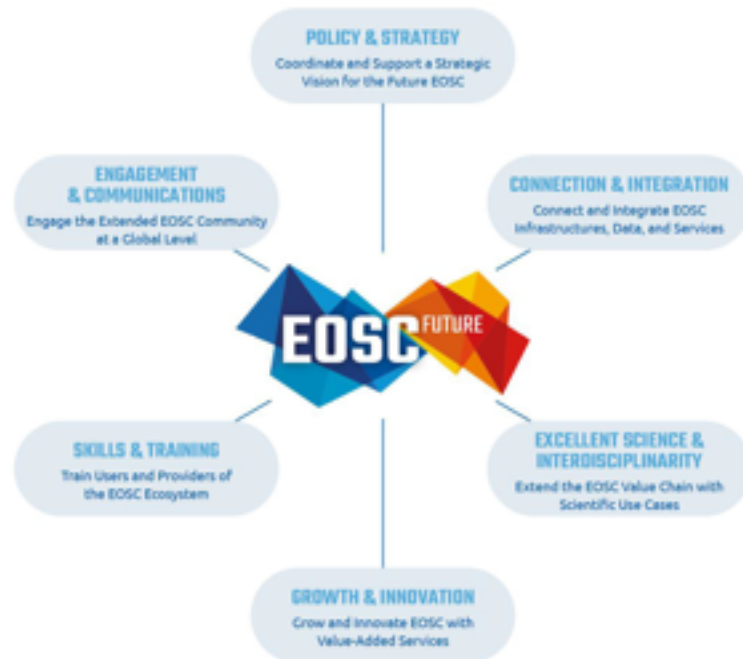 POLICY & STRATEGY
Coordinate and Support a Strategic
Vision for the Future EOSC
ENGAGEMENT
& COMMUNICATIONS
Engage the Extended EOSC Community
at a Global Level
CONNECTION & INTEGRATION
Connect and Integrate EOSC
Infrastructures, Data, and Services
EOSC FUTURE
SKILLS & TRAINING
Train Users and Providers of
the EOSC Ecosystem
EXCELLENT SCIENCE &
INTERDISCIPLINARITY
Extend the EOSC Value Chain with
Scientific Use Cases
GROWTH & INNOVATION
Grow and Innovate EOSC with
Value-Added Services